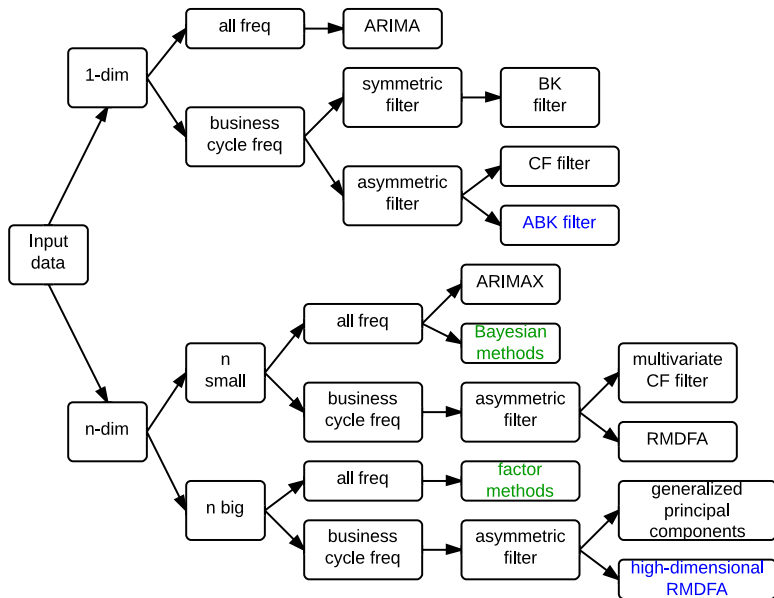 all freq
ARIMA
1-dim
symmetric
filter
BK
filter
business
cycle freq
CF filter
asymmetric
filter
ABK filter
Input
data
ARIMAX
all freq
Bayesian
methods
n
small
multivariate
CF filter
business
cycle freq
asymmetric
filter
n-dim
RMDFA
all freq
factor
methods
n big
generalized
principal
components
business
cycle freq
asymmetric
filter
high-dimensional
RMDFA